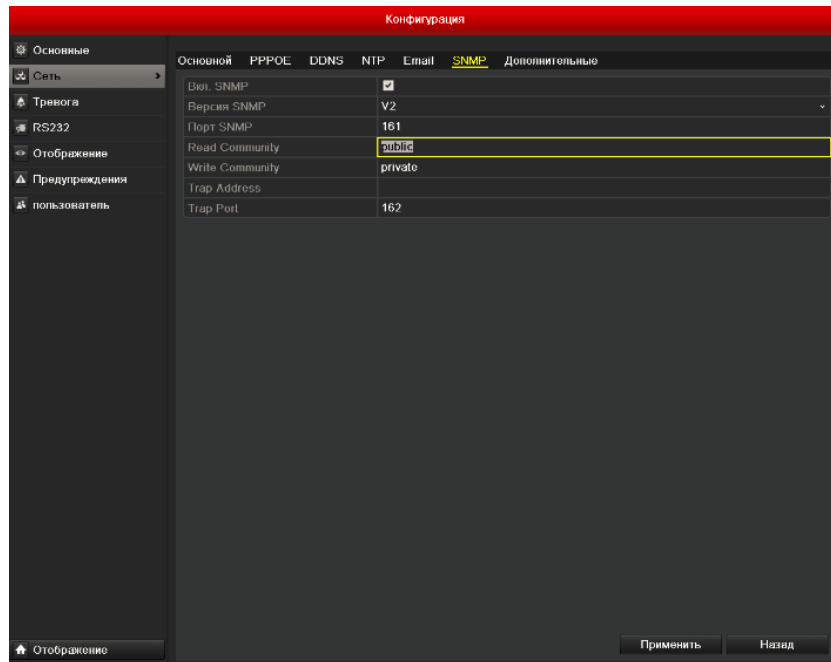 Конфигурация
Основные
Сеть
Тревога
RS232
Отображение
Предупреждения
пользователь
Отображение
Основной PPPOE DDNS NTP Email SNMP Дополнительные
Вкл. SNMP
Версия SNMP V2
Порт SNMP 161
Read Community public
Write Community private
Trap Address
Trap Port 162
Применить Назад